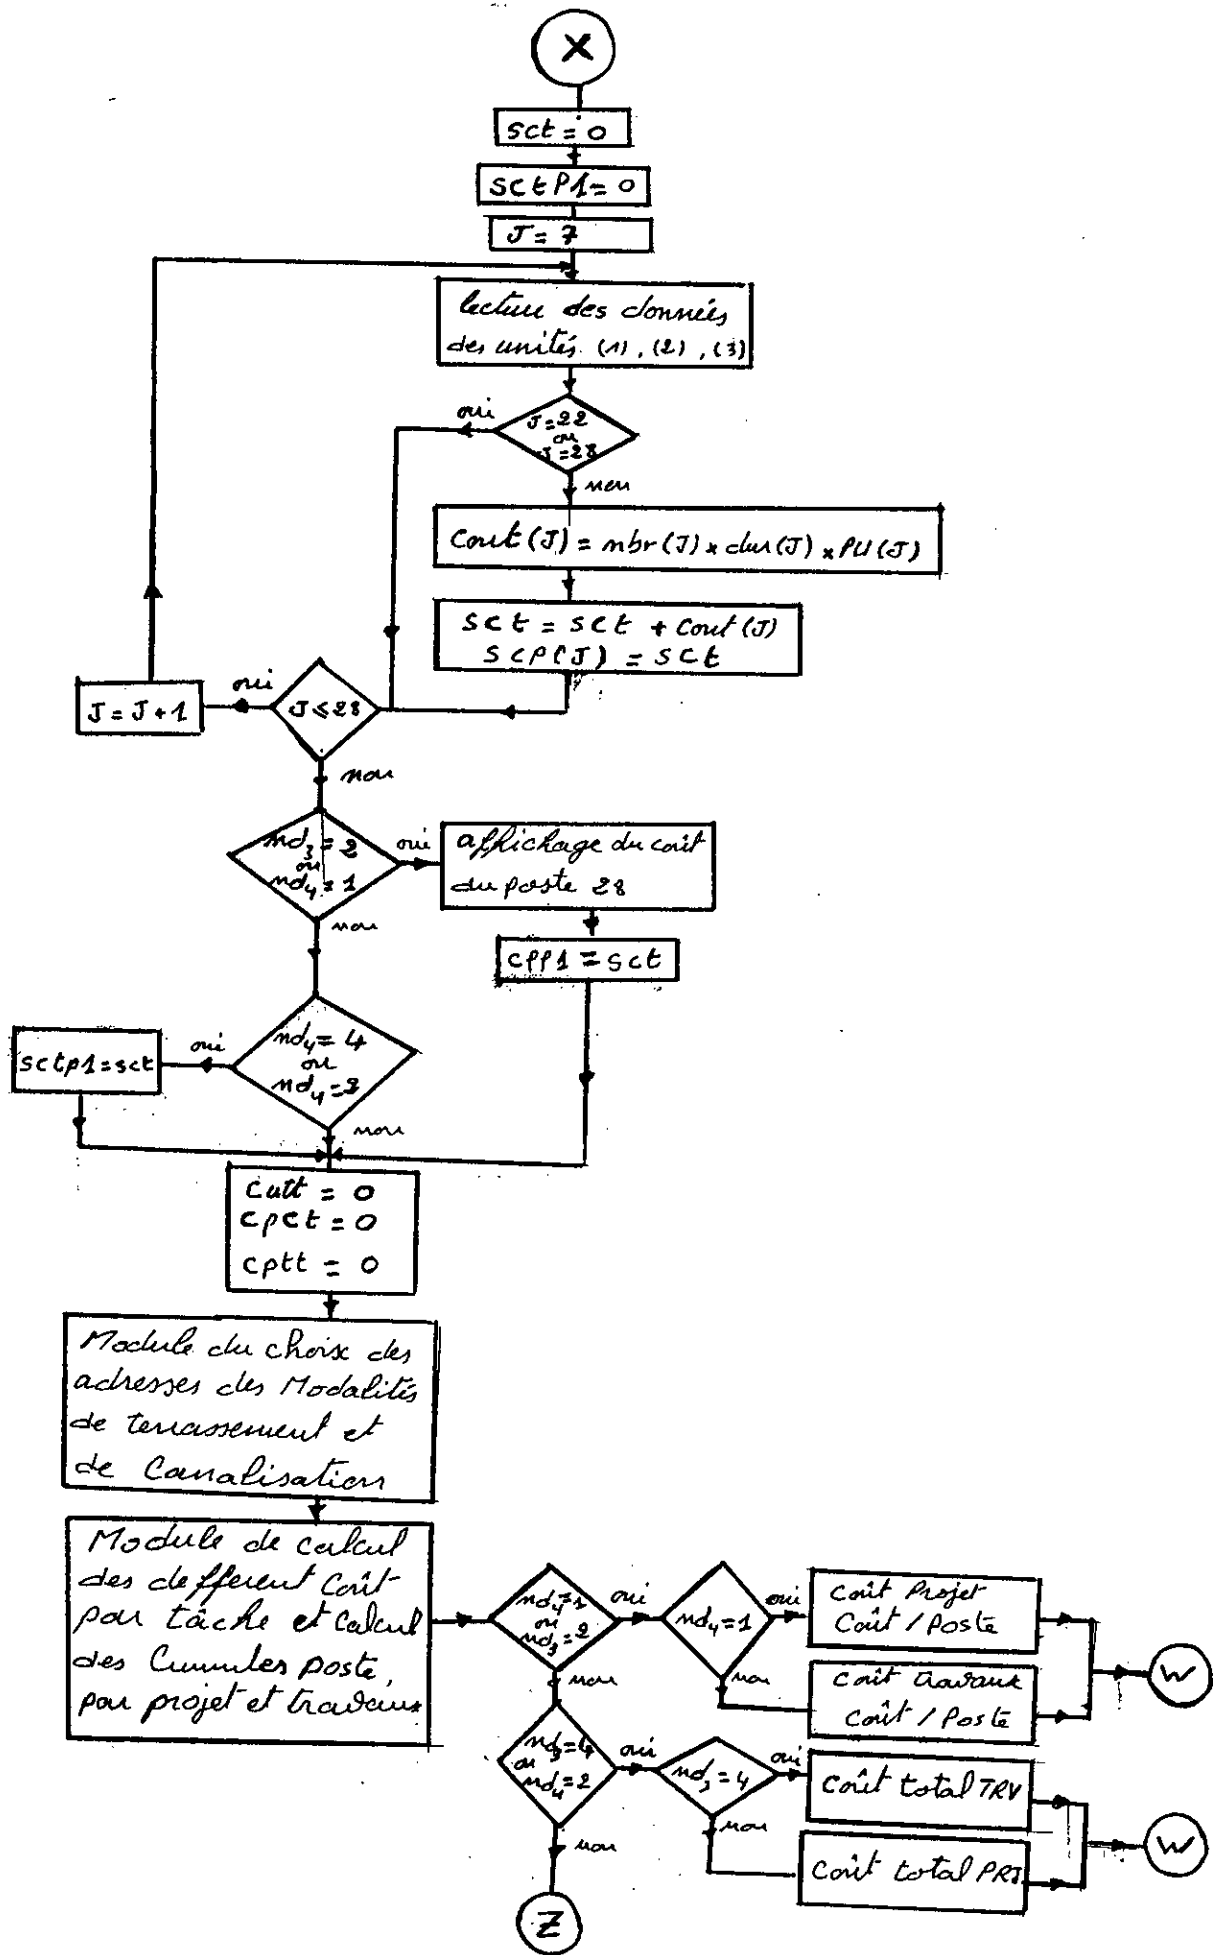 X
sct = 0
sctP1 = 0
J = 7
lecture des données
des unités (1), (2), (3)
oui
J=22
ou
J=28
non
Cout(J) = nbr(J) x dur(J) x PU(J)
sct = sct + Cout(J)
scp(J) = sct
oui
J = J+1
J ≤ 28
non
nd3 = 2
ou
nd4 = 1
oui
affichage du coût
du poste 28
non
cpp1 = sct
nd4 = 4
ou
oui
sctp1 = sct
non
Cutt = 0
Cpct = 0
Cptt = 0
Module du choix des
adresses des Modalités
de terrassement et
de Canalisation
Module de calcul
des defferent Coût
par tâche et Calcul
des Cumules poste,
par projet et travaux
nd4=1
ou
nd3=2
oui
nd4=1
oui
Coût Projet
Coût / Poste
non
non
Coût travaux
Coût / Poste
W
nd3=4
ou
nd4=2
oui
nd3=4
oui
Coût total TRV
non
non
Coût total PRJ
W
Z